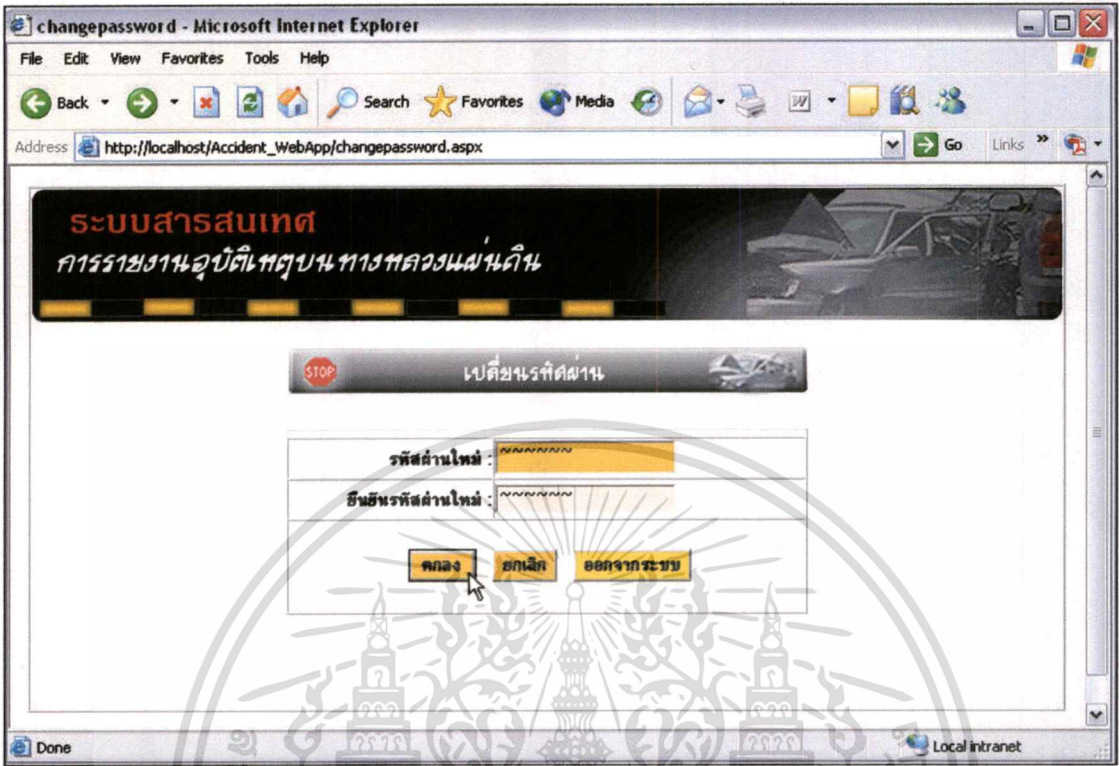 changepassword - Microsoft Internet Explorer
File Edit View Favorites Tools Help
Back Search Favorites Media
Address http://localhost/Accident_WebApp/changepassword.aspx Go Links »
ระบบสารสนเทศ
การรายงานอุบัติเหตุบนทางหลวงแผ่นดิน
STOP เปลี่ยนรหัสผ่าน
รหัสผ่านใหม่ : ~~~~~~
ยืนยันรหัสผ่านใหม่ : ~~~~~~
ตกลง ยกเลิก ออกจากระบบ
Done Local intranet